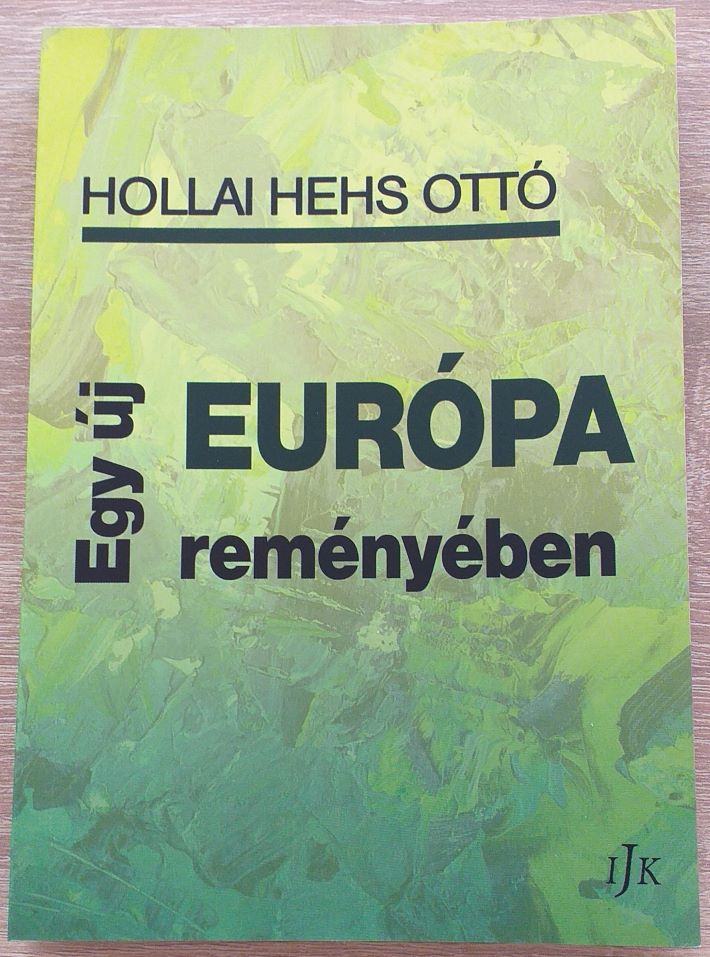 HOLLAI HEHS OTTÓ
Egy új
EURÓPA
reményében
IJK